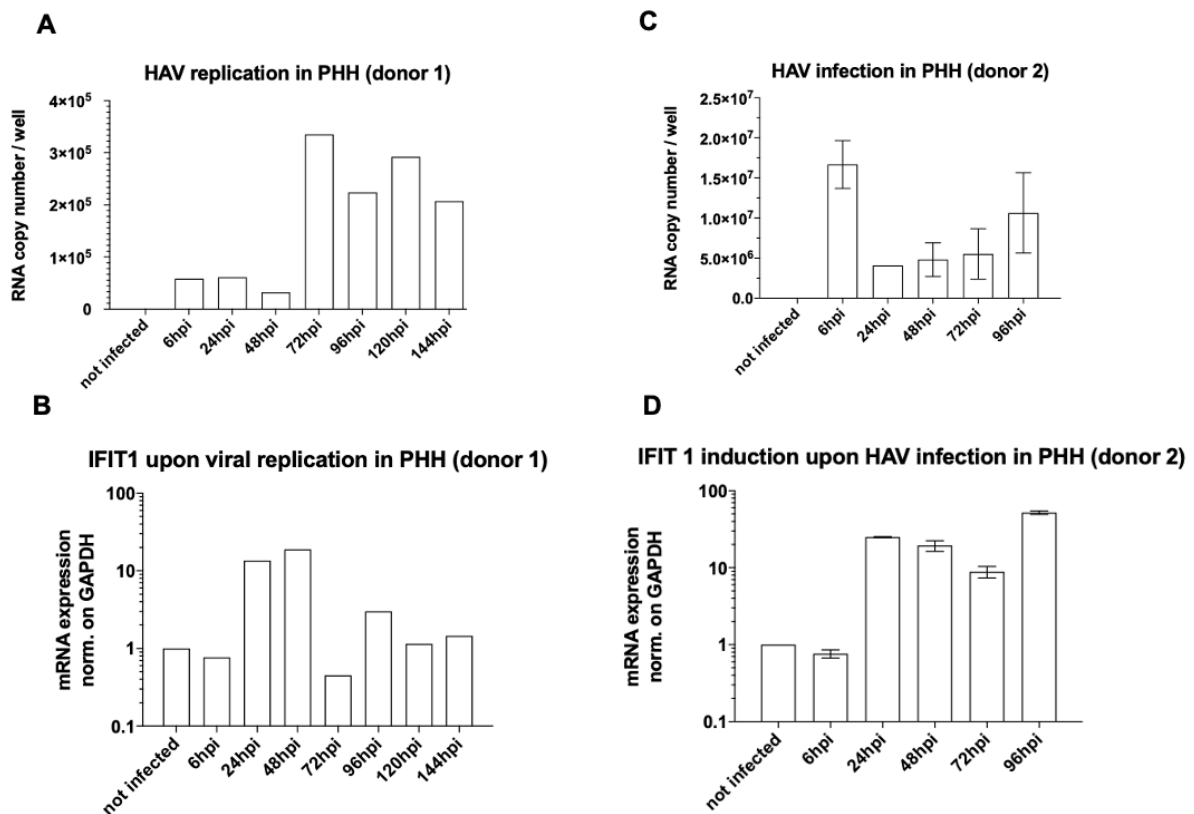 A
HAV replication in PHH (donor 1)
RNA copy number / well
4×10⁵
3×10⁵
2×10⁵
1×10⁵
0
not infected
6hpi
24hpi
48hpi
72hpi
96hpi
120hpi
144hpi
B
IFIT1 upon viral replication in PHH (donor 1)
mRNA expression
norm. on GAPDH
100
10
1
0.1
not infected
6hpi
24hpi
48hpi
72hpi
96hpi
120hpi
144hpi
C
HAV infection in PHH (donor 2)
RNA copy number / well
2.5×10⁷
2.0×10⁷
1.5×10⁷
1.0×10⁷
5.0×10⁶
0.0
not infected
6hpi
24hpi
48hpi
72hpi
96hpi
D
IFIT 1 induction upon HAV infection in PHH (donor 2)
mRNA expression
norm. on GAPDH
100
10
1
0.1
not infected
6hpi
24hpi
48hpi
72hpi
96hpi